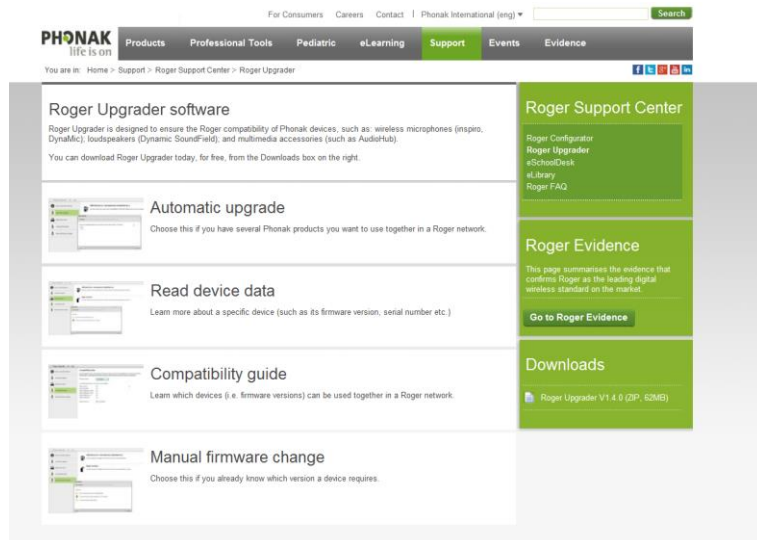 For Consumers Careers Contact | Phonak International (eng) ▾ Search
PHONAK
life is on
Products Professional Tools Pediatric eLearning Support Events Evidence
You are in: Home > Support > Roger Support Center > Roger Upgrader
Roger Upgrader software
Roger Upgrader is designed to ensure the Roger compatibility of Phonak devices, such as: wireless microphones (inspiro,
DynaMic); loudspeakers (Dynamic SoundField); and multimedia accessories (such as AudioHub).
You can download Roger Upgrader today, for free, from the Downloads box on the right.
Automatic upgrade
Choose this if you have several Phonak products you want to use together in a Roger network.
Read device data
Learn more about a specific device (such as its firmware version, serial number etc.)
Compatibility guide
Learn which devices (i.e. firmware versions) can be used together in a Roger network.
Manual firmware change
Choose this if you already know which version a device requires.
Roger Support Center
Roger Configurator
Roger Upgrader
eSchoolDesk
eLibrary
Roger FAQ
Roger Evidence
This page summarises the evidence that
confirms Roger as the leading digital
wireless standard on the market.
Go to Roger Evidence
Downloads
Roger Upgrader V1.4.0 (ZIP, 62MB)